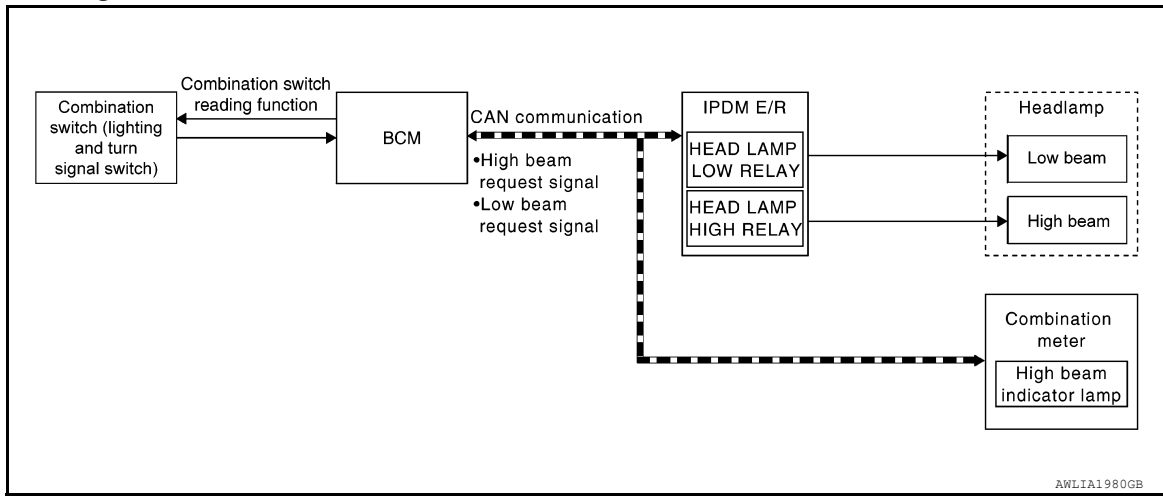 Combination switch
reading function
Combination
switch (lighting
and turn
signal switch)
BCM
CAN communication
•High beam
request signal
•Low beam
request signal
IPDM E/R
HEAD LAMP
LOW RELAY
HEAD LAMP
HIGH RELAY
Headlamp
Low beam
High beam
Combination
meter
High beam
indicator lamp
AWLIA1980GB